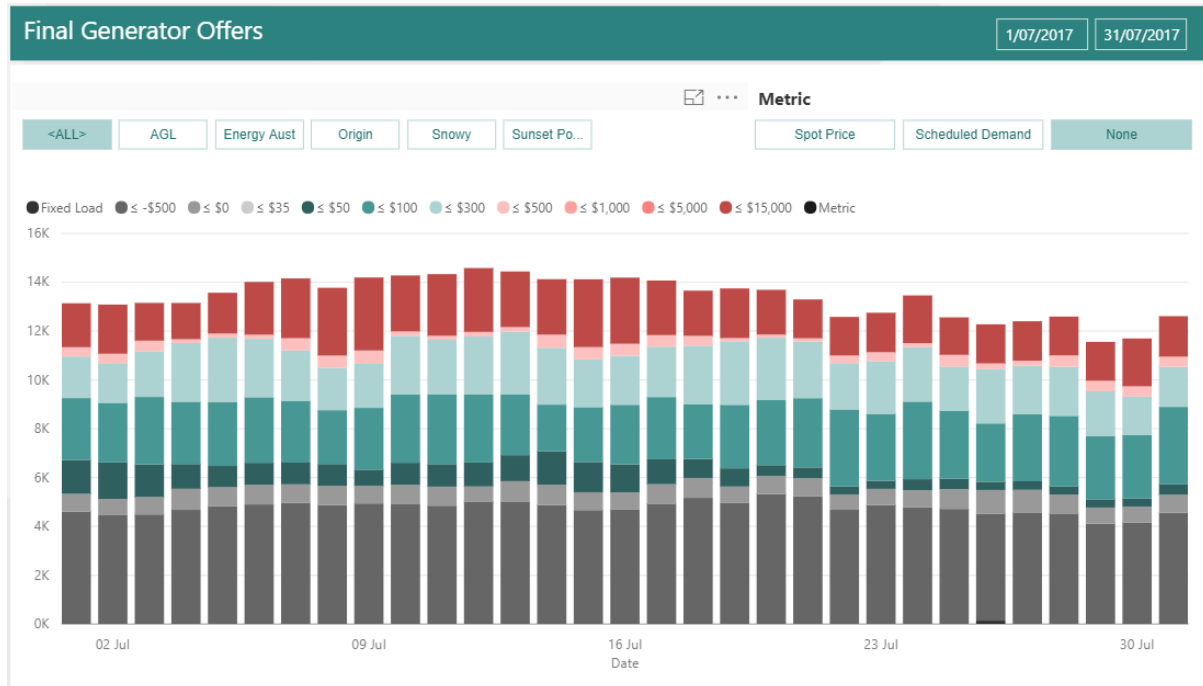 Final Generator Offers
1/07/2017 31/07/2017
Metric
<ALL> AGL Energy Aust Origin Snowy Sunset Po... Spot Price Scheduled Demand None
Fixed Load ≤ -$500 ≤ $0 ≤ $35 ≤ $50 ≤ $100 ≤ $300 ≤ $500 ≤ $1,000 ≤ $5,000 ≤ $15,000 Metric
16K
14K
12K
10K
8K
6K
4K
2K
0K
02 Jul 09 Jul 16 Jul 23 Jul 30 Jul
Date